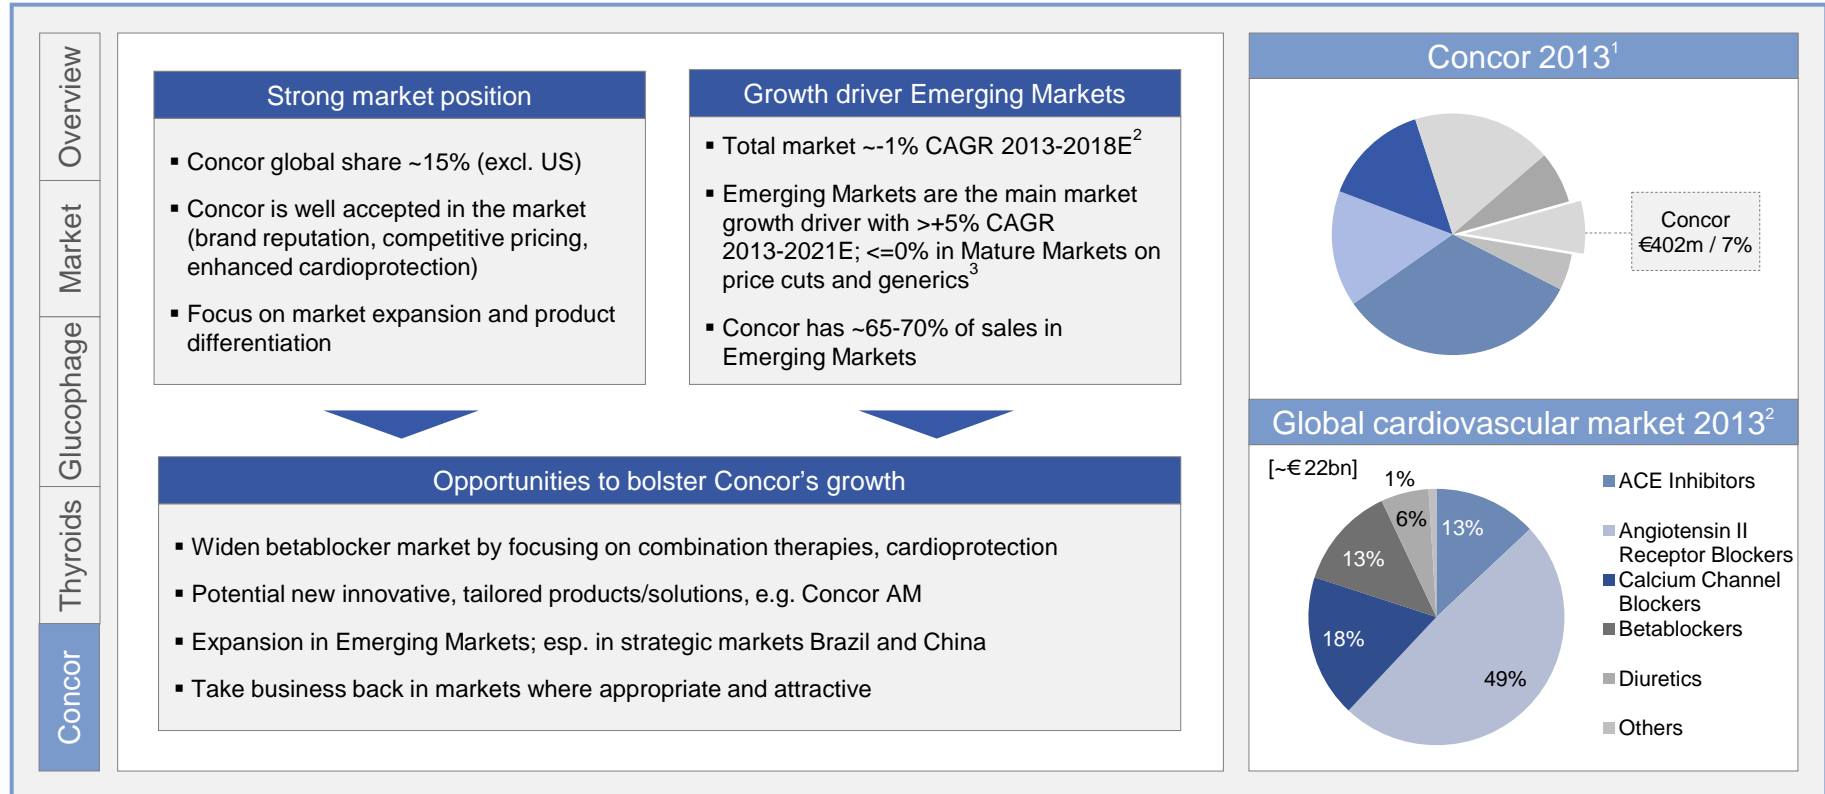 Overview
Market
Glucophage
Thyroids
Concor
Strong market position
▪ Concor global share ~15% (excl. US)
▪ Concor is well accepted in the market
(brand reputation, competitive pricing,
enhanced cardioprotection)
▪ Focus on market expansion and product
differentiation
Growth driver Emerging Markets
▪ Total market ~-1% CAGR 2013-2018E2
▪ Emerging Markets are the main market
growth driver with >+5% CAGR
2013-2021E; <=0% in Mature Markets on
price cuts and generics3
▪ Concor has ~65-70% of sales in
Emerging Markets
Opportunities to bolster Concor’s growth
▪ Widen betablocker market by focusing on combination therapies, cardioprotection
▪ Potential new innovative, tailored products/solutions, e.g. Concor AM
▪ Expansion in Emerging Markets; esp. in strategic markets Brazil and China
▪ Take business back in markets where appropriate and attractive
Concor 20131
Concor
€402m / 7%
Global cardiovascular market 20132
[~€ 22bn]
1%
6%
13%
13%
18%
49%
ACE Inhibitors
Angiotensin II
Receptor Blockers
Calcium Channel
Blockers
Betablockers
Diuretics
Others